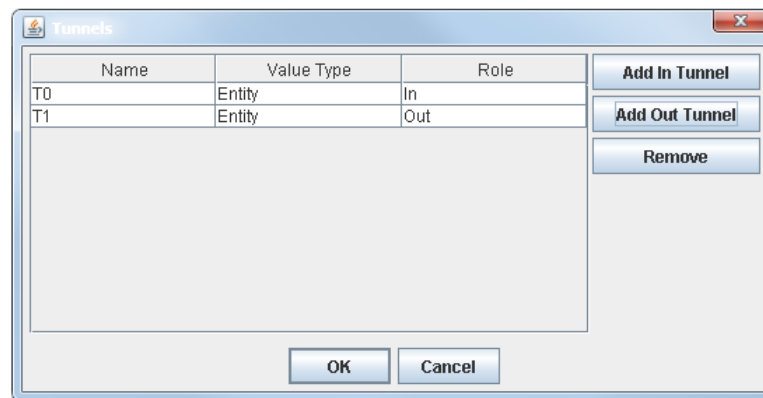 Tunnels
Name Value Type Role
T0 Entity In
T1 Entity Out
Add In Tunnel
Add Out Tunnel
Remove
OK Cancel